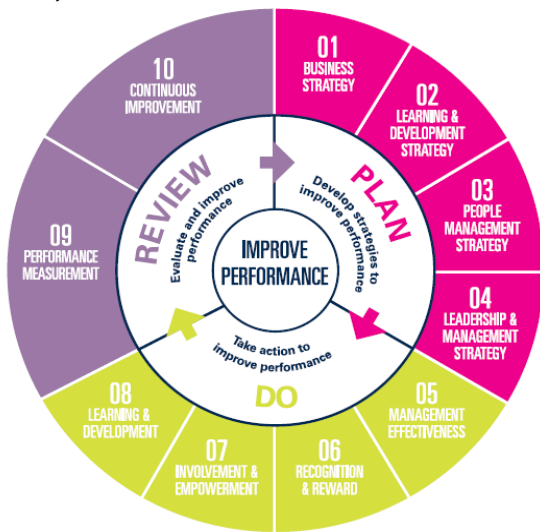 01
BUSINESS
STRATEGY
02
LEARNING &
DEVELOPMENT
STRATEGY
03
PEOPLE
MANAGEMENT
STRATEGY
04
LEADERSHIP &
MANAGEMENT
STRATEGY
05
MANAGEMENT
EFFECTIVENESS
06
RECOGNITION
& REWARD
07
INVOLVEMENT &
EMPOWERMENT
08
LEARNING &
DEVELOPMENT
09
PERFORMANCE
MEASUREMENT
10
CONTINUOUS
IMPROVEMENT
PLAN
Develop strategies to
improve performance
DO
Take action to
improve performance
REVIEW
Evaluate and improve
performance
IMPROVE
PERFORMANCE